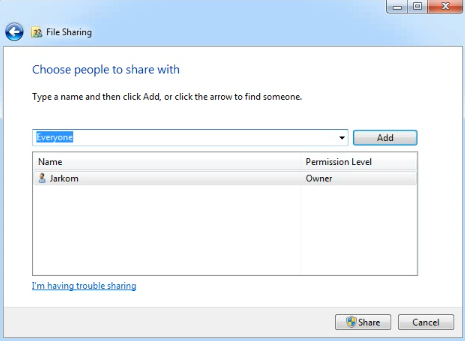 File Sharing
Choose people to share with
Type a name and then click Add, or click the arrow to find someone.
Everyone Add
Name Permission Level
Jarkom Owner
I'm having trouble sharing
Share Cancel